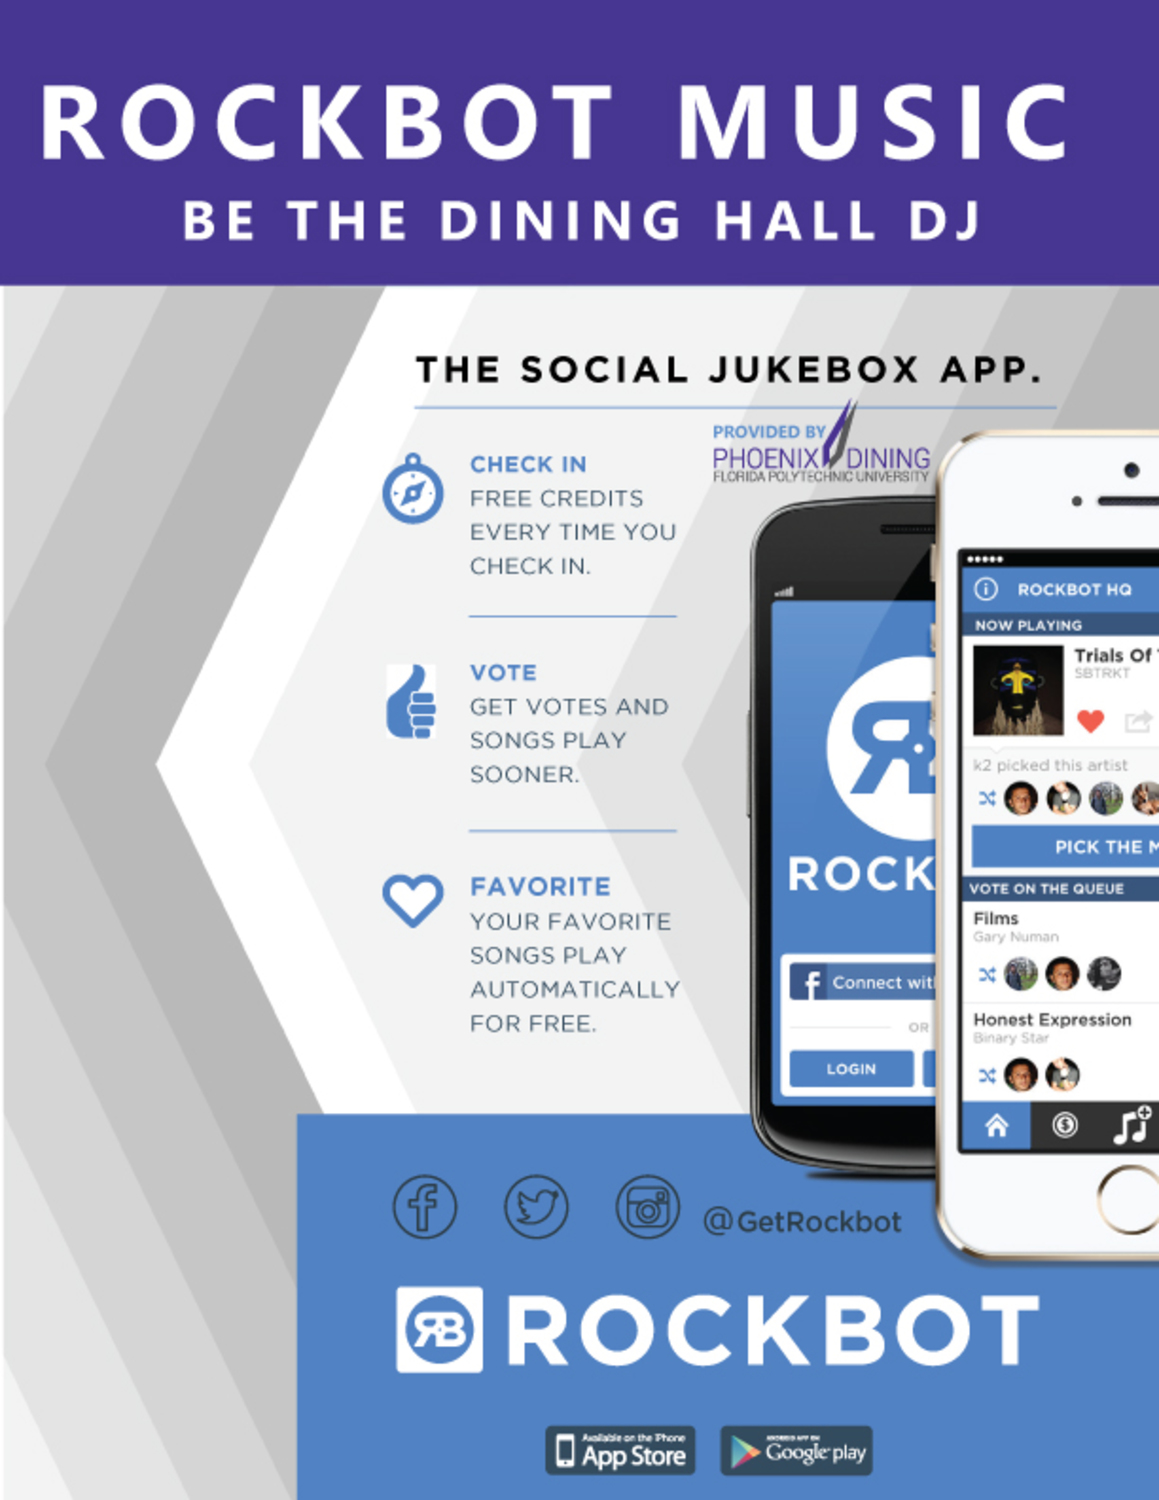 ROCKBOT MUSIC
BE THE DINING HALL DJ
THE SOCIAL JUKEBOX APP.
PROVIDED BY
PHOENIX DINING
FLORIDA POLYTECHNIC UNIVERSITY
CHECK IN
FREE CREDITS
EVERY TIME YOU
CHECK IN.
VOTE
GET VOTES AND
SONGS PLAY
SOONER.
FAVORITE
YOUR FAVORITE
SONGS PLAY
AUTOMATICALLY
FOR FREE.
RB
ROCK
f Connect wit
OR
LOGIN
ROCKBOT HQ
NOW PLAYING
Trials Of
SBTRKT
k2 picked this artist
PICK THE M
VOTE ON THE QUEUE
Films
Gary Numan
Honest Expression
Binary Star
@GetRockbot
RB ROCKBOT
Available on the iPhone
App Store
ANDROID APP ON
Google play